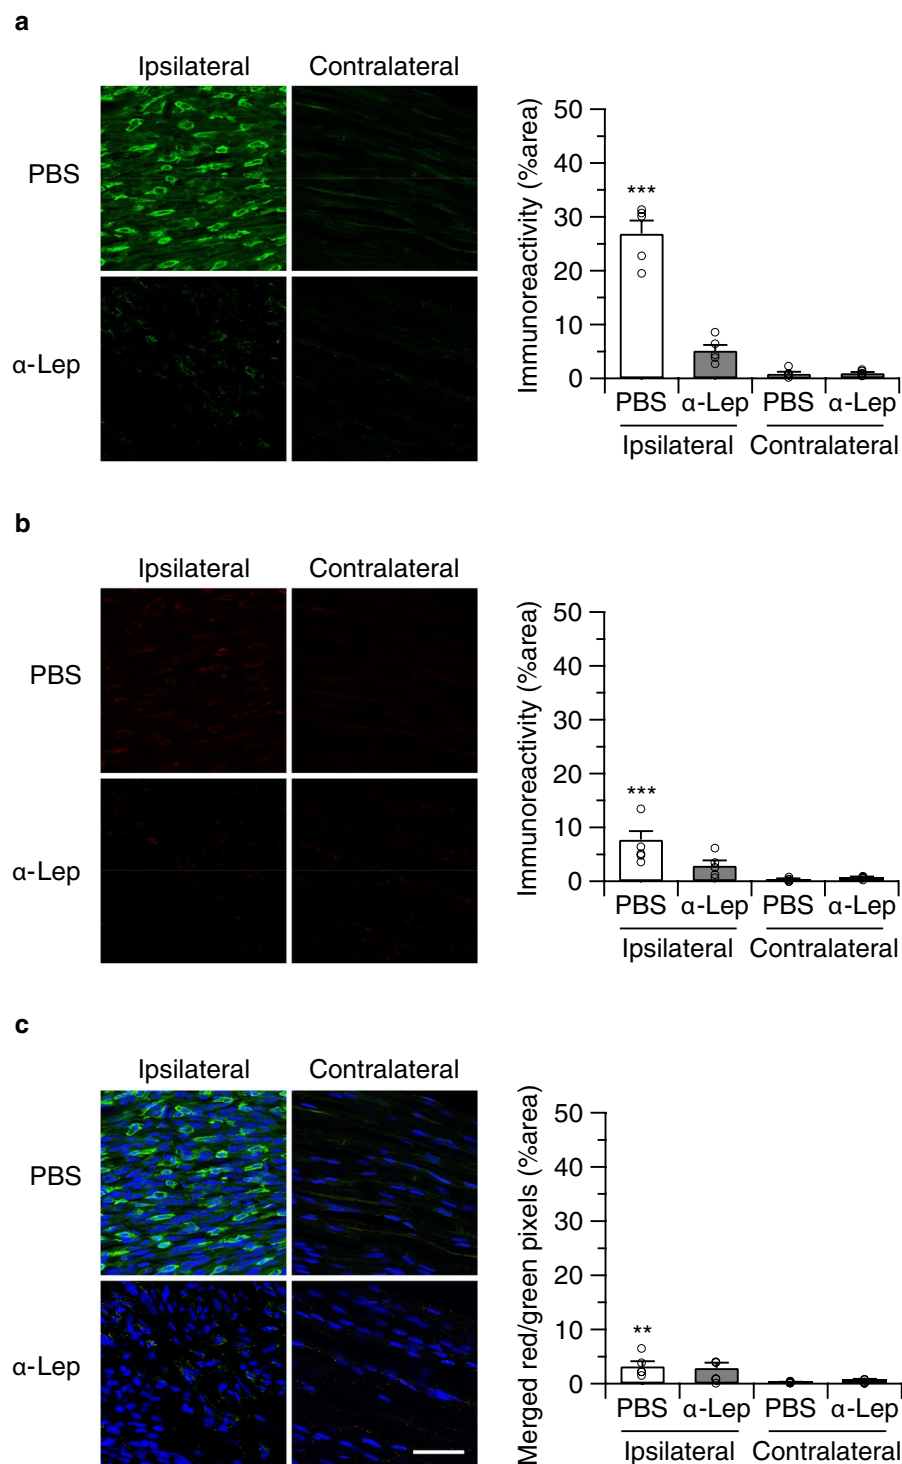 a
Ipsilateral Contralateral
PBS
α-Lep
Immunoreactivity (%area)
50
40
30
20
10
0
***
PBS α-Lep PBS α-Lep
Ipsilateral Contralateral
b
Ipsilateral Contralateral
PBS
α-Lep
Immunoreactivity (%area)
50
40
30
20
10
0
***
PBS α-Lep PBS α-Lep
Ipsilateral Contralateral
c
Ipsilateral Contralateral
PBS
α-Lep
Merged red/green pixels (%area)
50
40
30
20
10
0
**
PBS α-Lep PBS α-Lep
Ipsilateral Contralateral